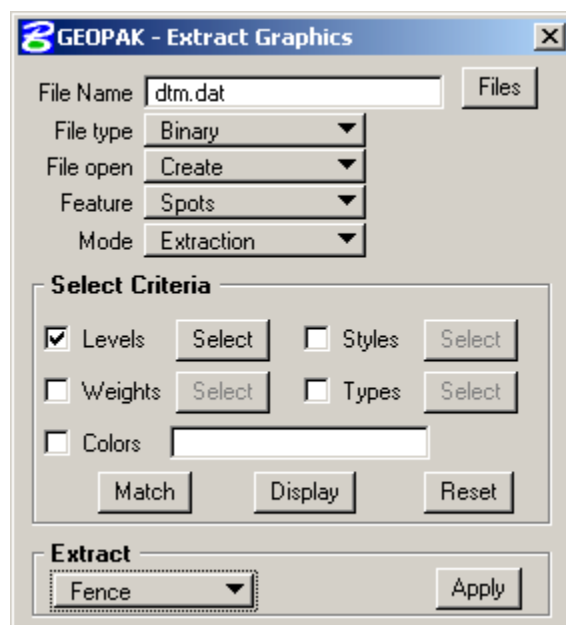 GEOPAK - Extract Graphics
File Name dtm.dat Files
File type Binary
File open Create
Feature Spots
Mode Extraction
Select Criteria
Levels Select Styles Select
Weights Select Types Select
Colors
Match Display Reset
Extract
Fence Apply